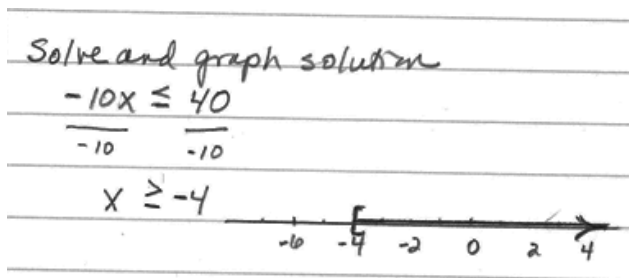 Solve and graph solution
-10x ≤ 40
-10 -10
x ≥ -4
-6 -4 -2 0 2 4